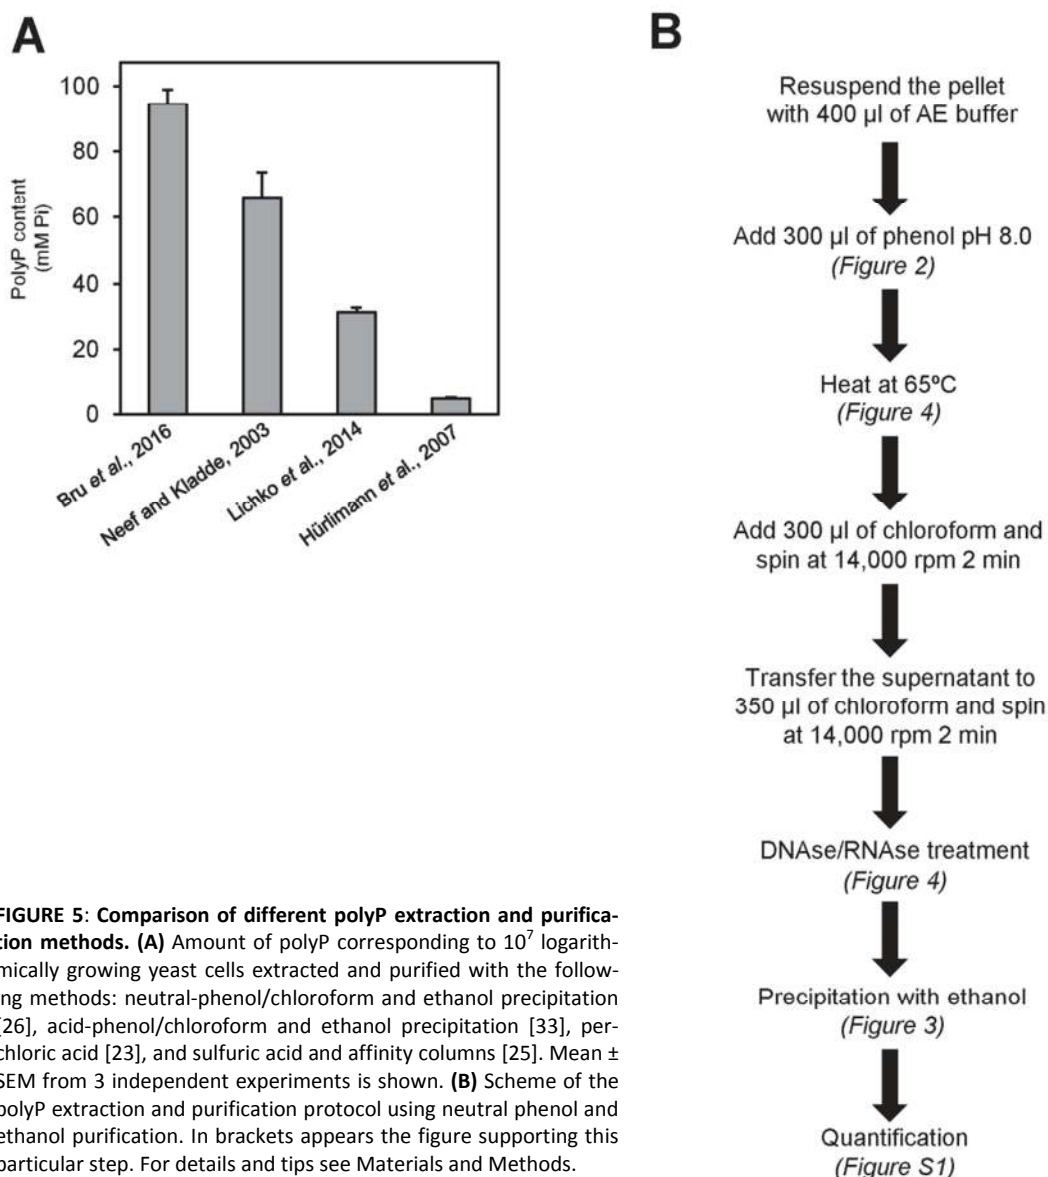 A
100
80
60
40
20
0
PolyP content
(mM Pi)
Bru et al., 2016
Neef and Kladde, 2003
Lichko et al., 2014
Hürlimann et al., 2007
FIGURE 5: Comparison of different polyP extraction and purifica-
tion methods. (A) Amount of polyP corresponding to 10⁷ logarith-
mically growing yeast cells extracted and purified with the follow-
ing methods: neutral-phenol/chloroform and ethanol precipitation
[26], acid-phenol/chloroform and ethanol precipitation [33], per-
chloric acid [23], and sulfuric acid and affinity columns [25]. Mean ±
SEM from 3 independent experiments is shown. (B) Scheme of the
polyP extraction and purification protocol using neutral phenol and
ethanol purification. In brackets appears the figure supporting this
particular step. For details and tips see Materials and Methods.
B
Resuspend the pellet
with 400 µl of AE buffer
Add 300 µl of phenol pH 8.0
(Figure 2)
Heat at 65ºC
(Figure 4)
Add 300 µl of chloroform and
spin at 14,000 rpm 2 min
Transfer the supernatant to
350 µl of chloroform and spin
at 14,000 rpm 2 min
DNAse/RNAse treatment
(Figure 4)
Precipitation with ethanol
(Figure 3)
Quantification
(Figure S1)